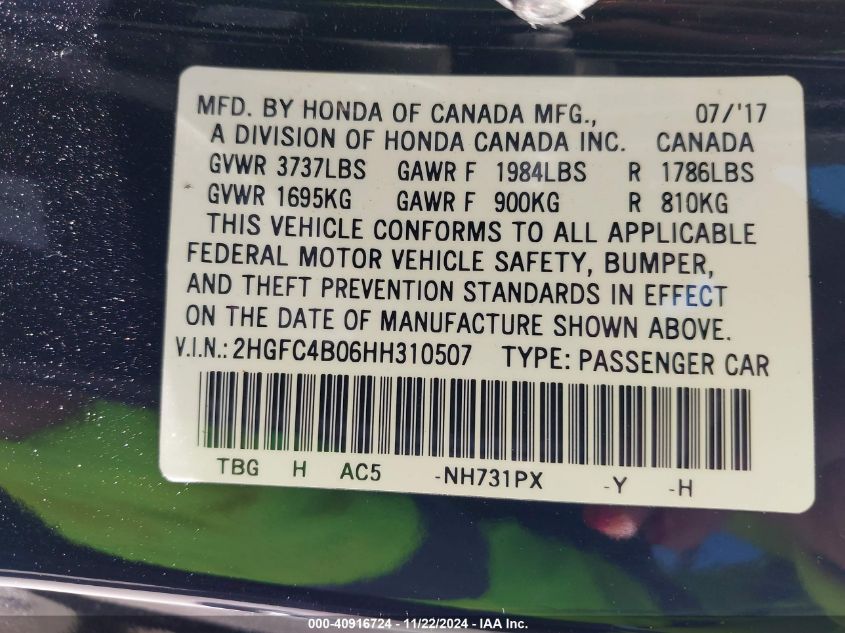 MFD. BY HONDA OF CANADA MFG., 07/'17
A DIVISION OF HONDA CANADA INC. CANADA
GVWR 3737LBS GAWR F 1984LBS R 1786LBS
GVWR 1695KG GAWR F 900KG R 810KG
THIS VEHICLE CONFORMS TO ALL APPLICABLE
FEDERAL MOTOR VEHICLE SAFETY, BUMPER,
AND THEFT PREVENTION STANDARDS IN EFFECT
ON THE DATE OF MANUFACTURE SHOWN ABOVE.
V.I.N.: 2HGFC4B06HH310507 TYPE: PASSENGER CAR
TBG H AC5 -NH731PX -Y -H
000-40916724 - 11/22/2024 - IAA Inc.